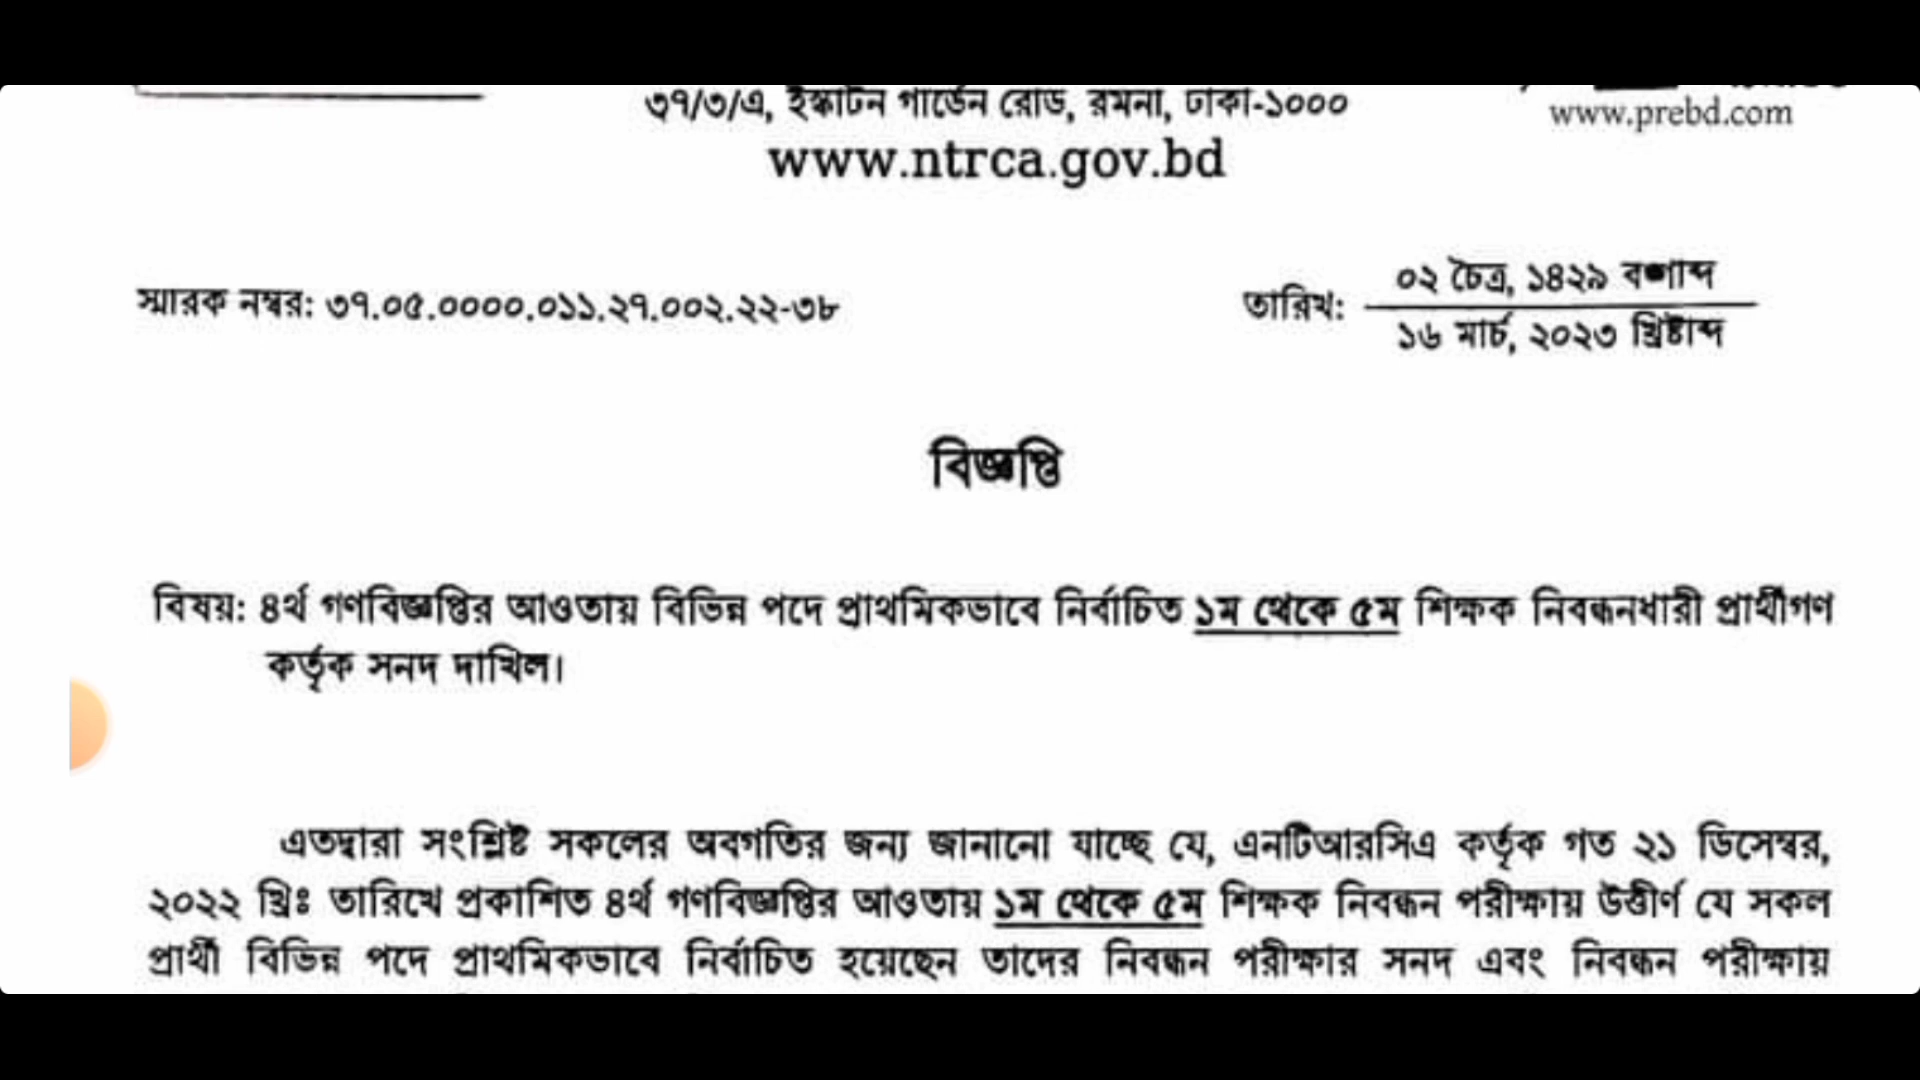 ৩৭/৩/এ, ইস্কাটন গার্ডেন রোড, রমনা, ঢাকা-১০০০
www.prebd.com
www.ntrca.gov.bd
স্মারক নম্বর: ৩৭.০৫.০০০০.০১১.২৭.০০২.২২-৩৮
তারিখ:
০২ চৈত্র, ১৪২৯ বঙ্গাব্দ
১৬ মার্চ, ২০২৩ খ্রিষ্টাব্দ
বিজ্ঞপ্তি
বিষয়: ৪র্থ গণবিজ্ঞপ্তির আওতায় বিভিন্ন পদে প্রাথমিকভাবে নির্বাচিত ১ম থেকে ৫ম শিক্ষক নিবন্ধনধারী প্রার্থীগণ
কর্তৃক সনদ দাখিল।
এতদ্বারা সংশ্লিষ্ট সকলের অবগতির জন্য জানানো যাচ্ছে যে, এনটিআরসিএ কর্তৃক গত ২১ ডিসেম্বর,
২০২২ খ্রিঃ তারিখে প্রকাশিত ৪র্থ গণবিজ্ঞপ্তির আওতায় ১ম থেকে ৫ম শিক্ষক নিবন্ধন পরীক্ষায় উত্তীর্ণ যে সকল
প্রার্থী বিভিন্ন পদে প্রাথমিকভাবে নির্বাচিত হয়েছেন তাদের নিবন্ধন পরীক্ষার সনদ এবং নিবন্ধন পরীক্ষায়